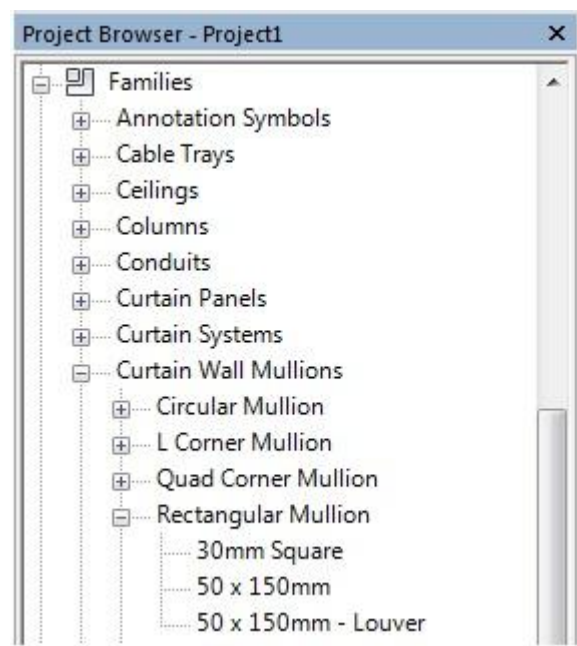 Project Browser - Project1
Families
Annotation Symbols
Cable Trays
Ceilings
Columns
Conduits
Curtain Panels
Curtain Systems
Curtain Wall Mullions
Circular Mullion
L Corner Mullion
Quad Corner Mullion
Rectangular Mullion
30mm Square
50 x 150mm
50 x 150mm - Louver